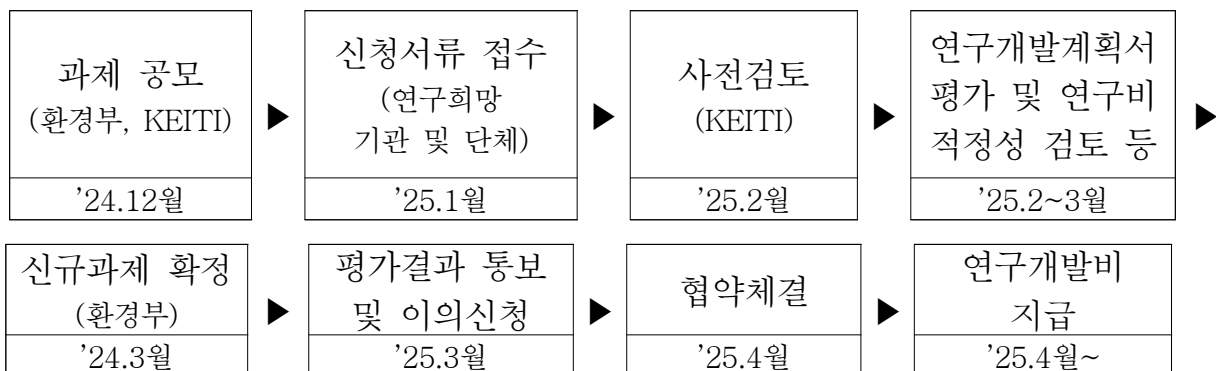 과제 공모
(환경부, KEITI)
'24.12월
▶
신청서류 접수
(연구희망
기관 및 단체)
'25.1월
▶
사전검토
(KEITI)
'25.2월
▶
연구개발계획서
평가 및 연구비
적정성 검토 등
'25.2~3월
▶
신규과제 확정
(환경부)
'24.3월
▶
평가결과 통보
및 이의신청
'25.3월
▶
협약체결
'25.4월
▶
연구개발비
지급
'25.4월~